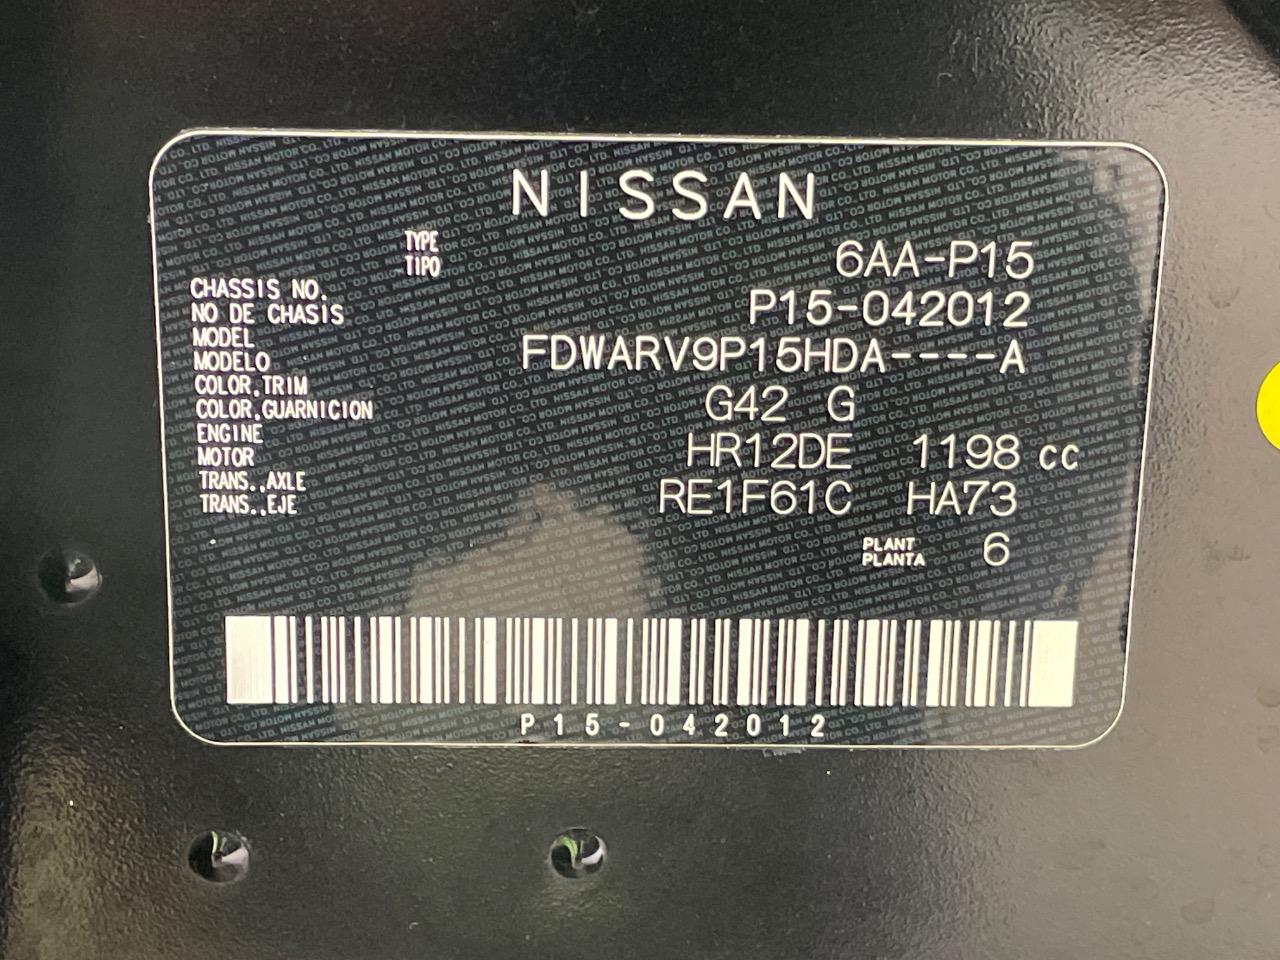 NISSAN
TYPE
TIPO 6AA-P15
CHASSIS NO.
NO DE CHASIS P15-042012
MODEL
MODELO FDWARV9P15HDA----A
COLOR,TRIM
COLOR,GUARNICION G42 G
ENGINE
MOTOR HR12DE 1198 cc
TRANS.,AXLE
TRANS.,EJE RE1F61C HA73
PLANT
PLANTA 6
P15-042012